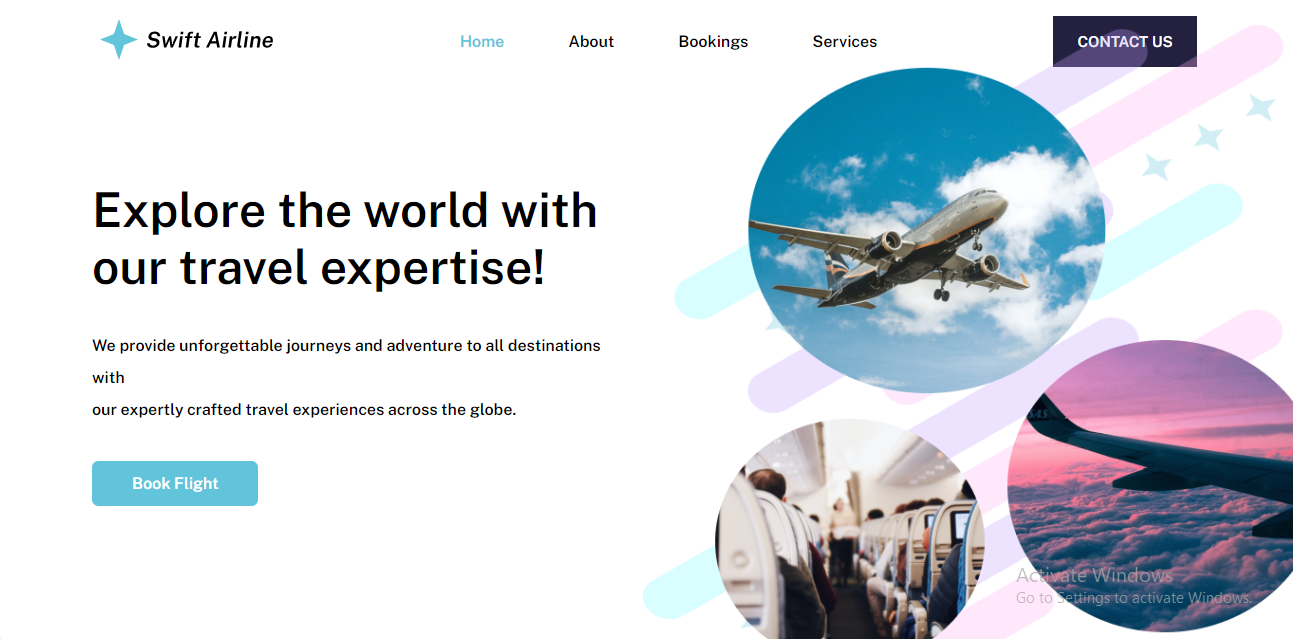 Swift Airline
Home
About
Bookings
Services
CONTACT US
Explore the world with
our travel expertise!
We provide unforgettable journeys and adventure to all destinations
with
our expertly crafted travel experiences across the globe.
Book Flight
Activate Windows
Go to Settings to activate Windows.